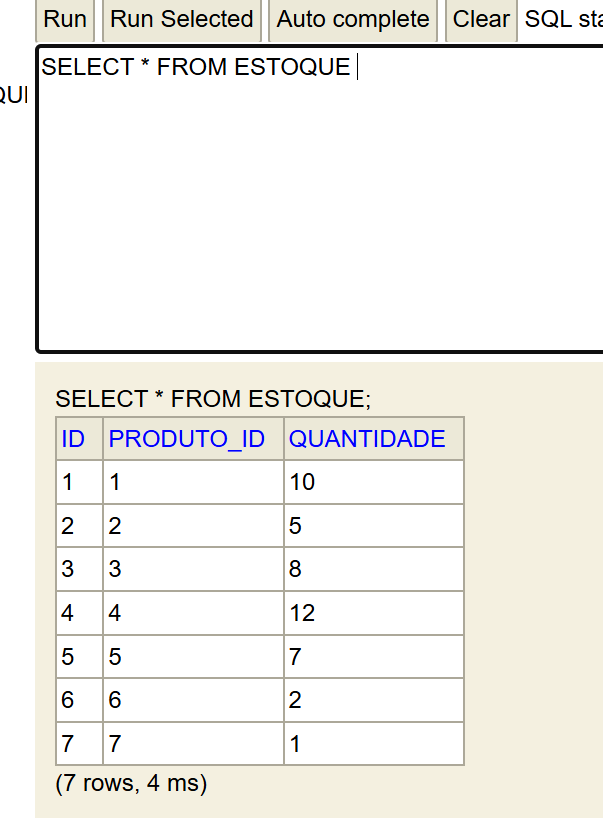 Run Run Selected Auto complete Clear SQL
SELECT * FROM ESTOQUE
SELECT * FROM ESTOQUE;
ID PRODUTO_ID QUANTIDADE
1 1 10
2 2 5
3 3 8
4 4 12
5 5 7
6 6 2
7 7 1
(7 rows, 4 ms)